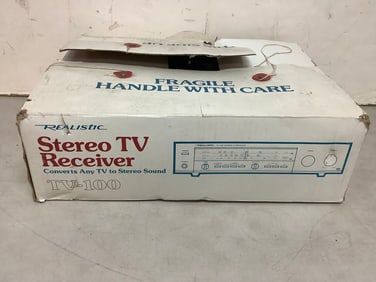 FRAGILE
HANDLE WITH CARE
REALISTIC
Stereo TV
Receiver
Converts Any TV to Stereo Sound
TV-100